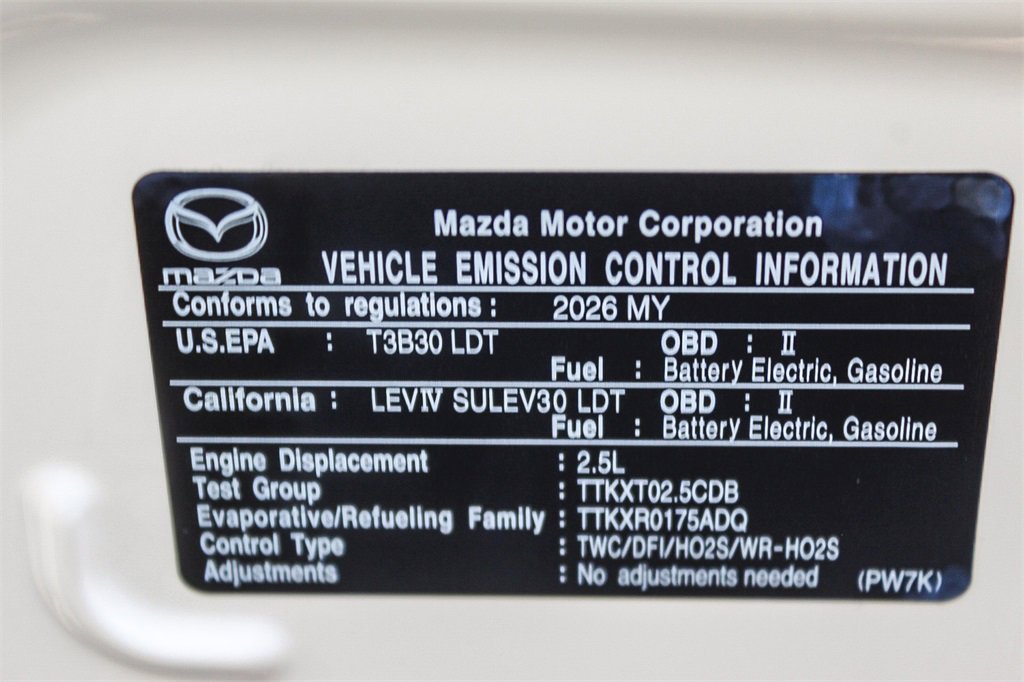 Mazda Motor Corporation
mazda
VEHICLE EMISSION CONTROL INFORMATION
Conforms to regulations : 2026 MY
U.S.EPA : T3B30 LDT OBD : Ⅱ
Fuel : Battery Electric, Gasoline
California : LEVⅣ SULEV30 LDT OBD : Ⅱ
Fuel : Battery Electric, Gasoline
Engine Displacement : 2.5L
Test Group : TTKXT02.5CDB
Evaporative/Refueling Family : TTKXR0175ADQ
Control Type : TWC/DFI/HO2S/WR-HO2S
Adjustments : No adjustments needed (PW7K)